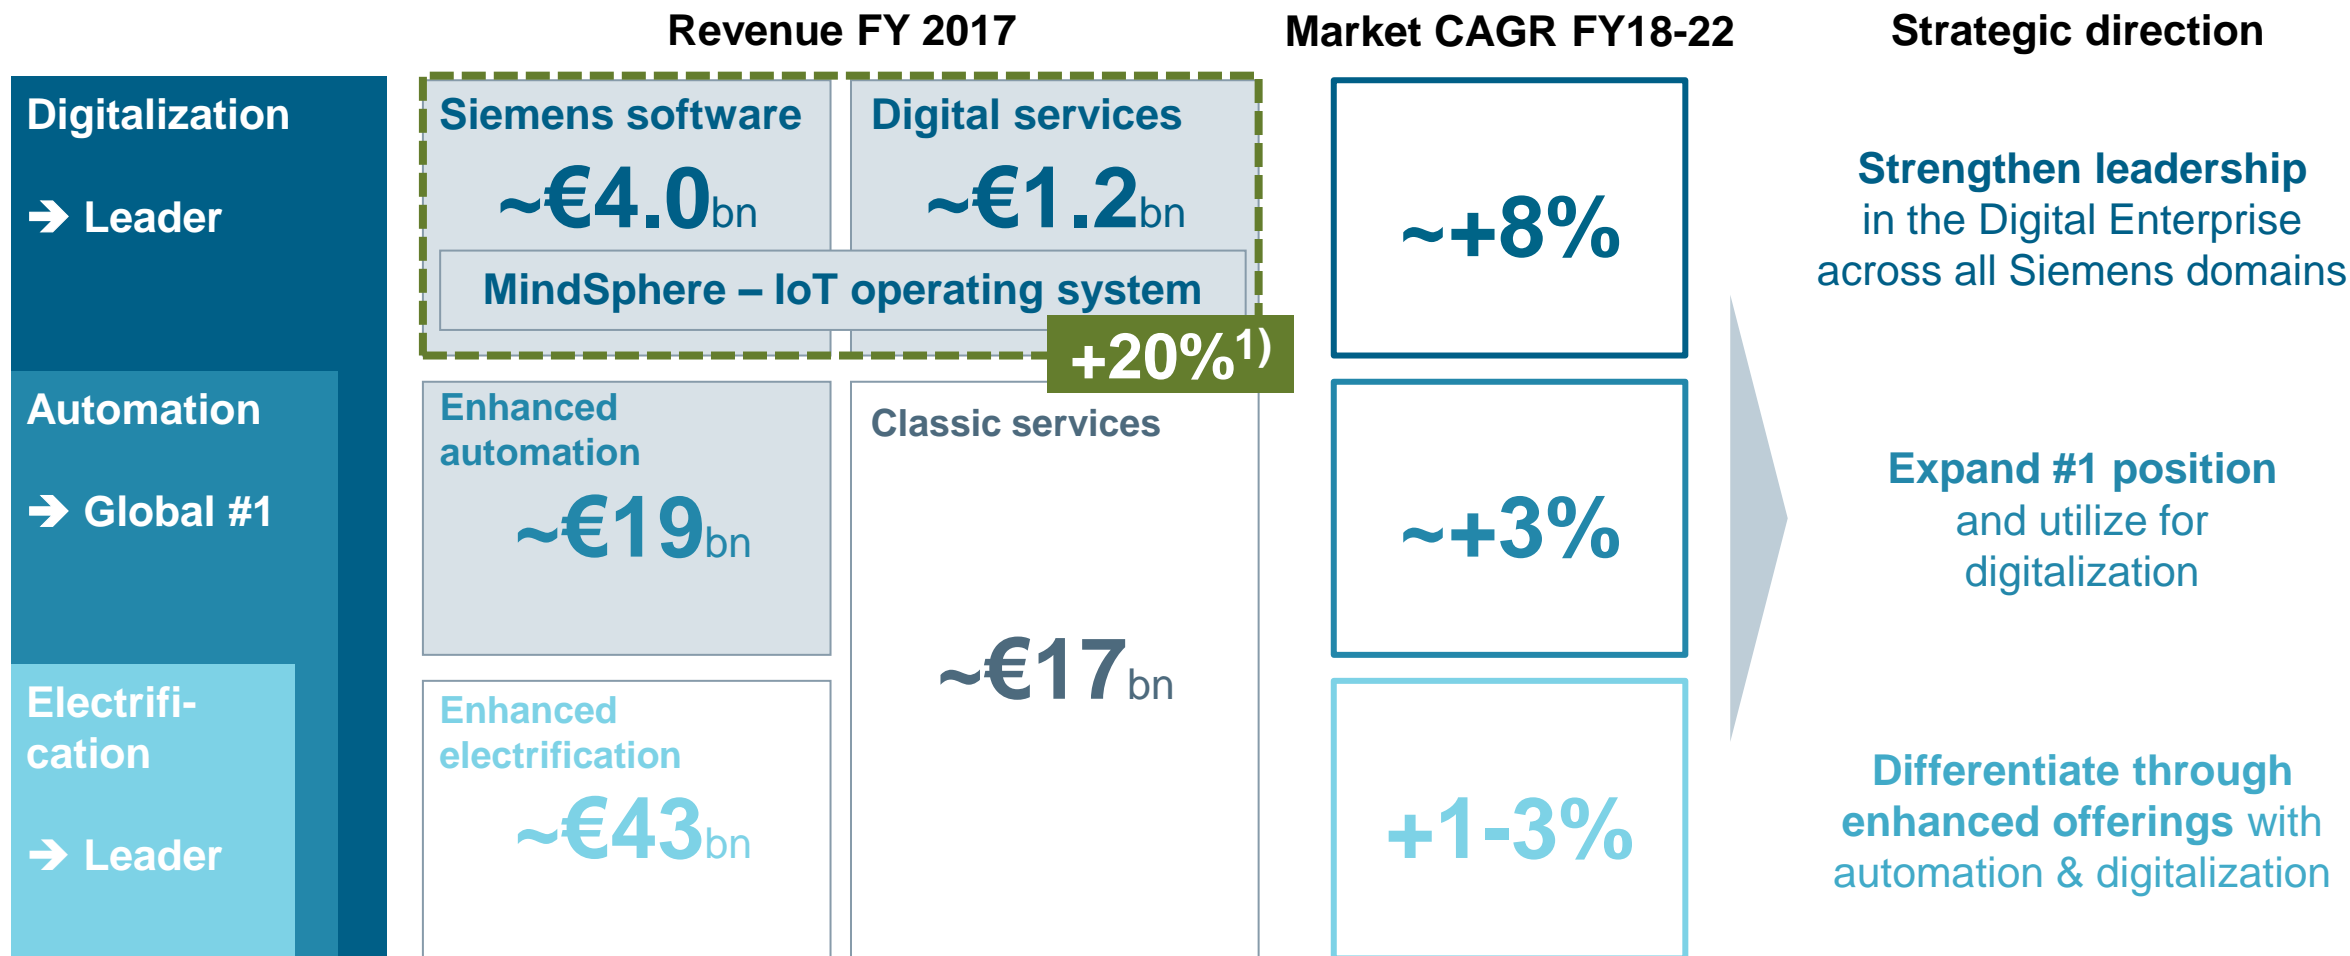 Revenue FY 2017
Market CAGR FY18-22
Strategic direction
Digitalization
➔ Leader
Siemens software
~€4.0bn
Digital services
~€1.2bn
MindSphere – IoT operating system
+20%1)
~+8%
Strengthen leadership
in the Digital Enterprise
across all Siemens domains
Automation
➔ Global #1
Enhanced
automation
~€19bn
Classic services
~€17bn
~+3%
Expand #1 position
and utilize for
digitalization
Electrifi-
cation
➔ Leader
Enhanced
electrification
~€43bn
+1-3%
Differentiate through
enhanced offerings with
automation & digitalization